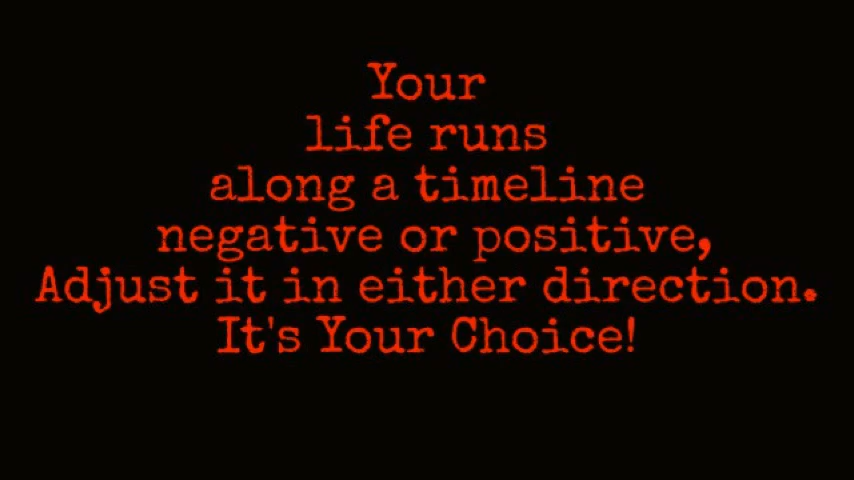 Your
life runs
along a timeline
negative or positive,
Adjust it in either direction.
It's Your Choice!